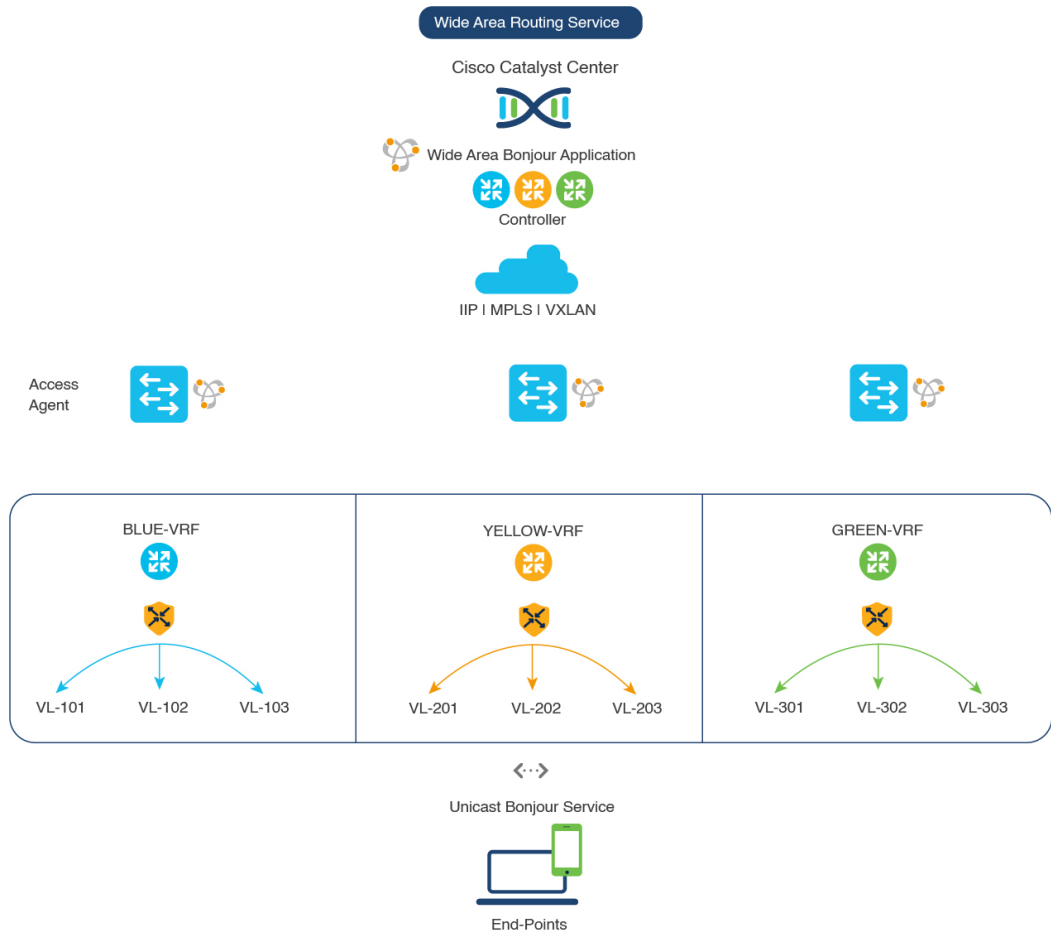 Wide Area Routing Service
Cisco Catalyst Center
Wide Area Bonjour Application
Controller
IIP I MPLS I VXLAN
Access
Agent
BLUE-VRF
YELLOW-VRF
GREEN-VRF
VL-101
VL-102
VL-103
VL-201
VL-202
VL-203
VL-301
VL-302
VL-303
Unicast Bonjour Service
End-Points